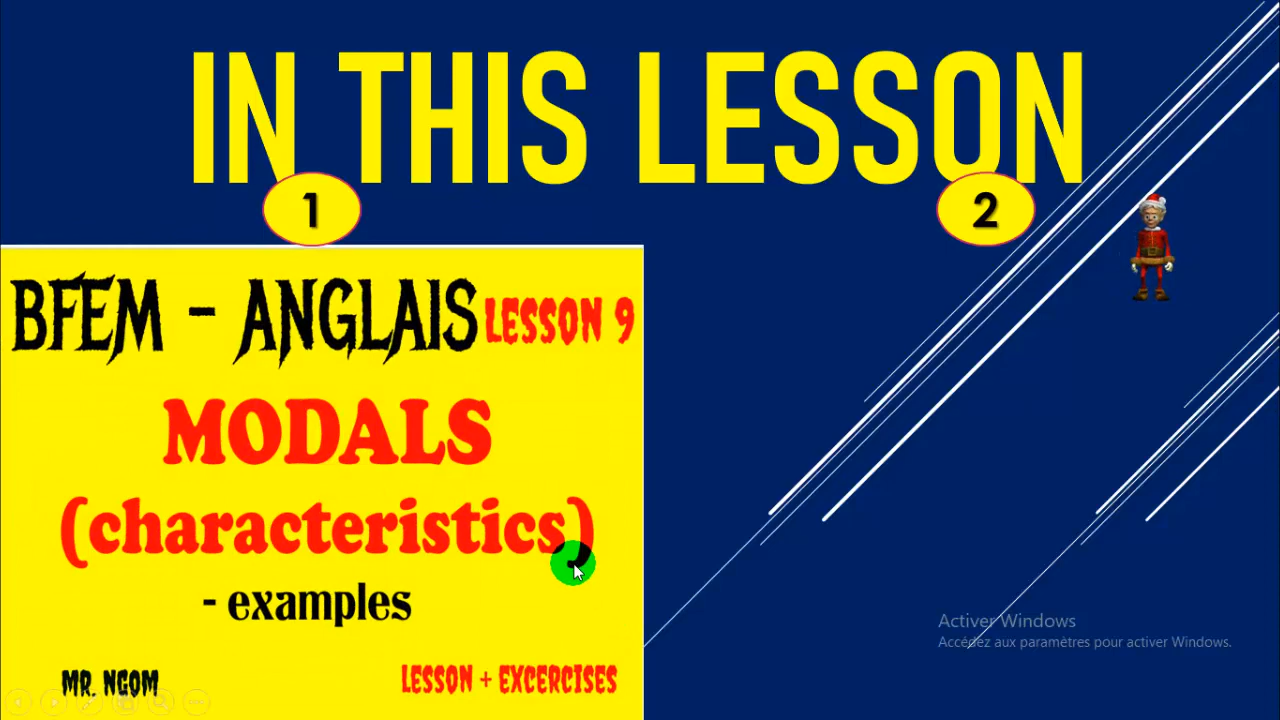 IN THIS LESSON
1
2
BFEM - ANGLAIS LESSON 9
MODALS
(characteristics)
- examples
MR. NGOM
LESSON + EXCERCISES
Activer Windows
Accédez aux paramètres pour activer Windows.